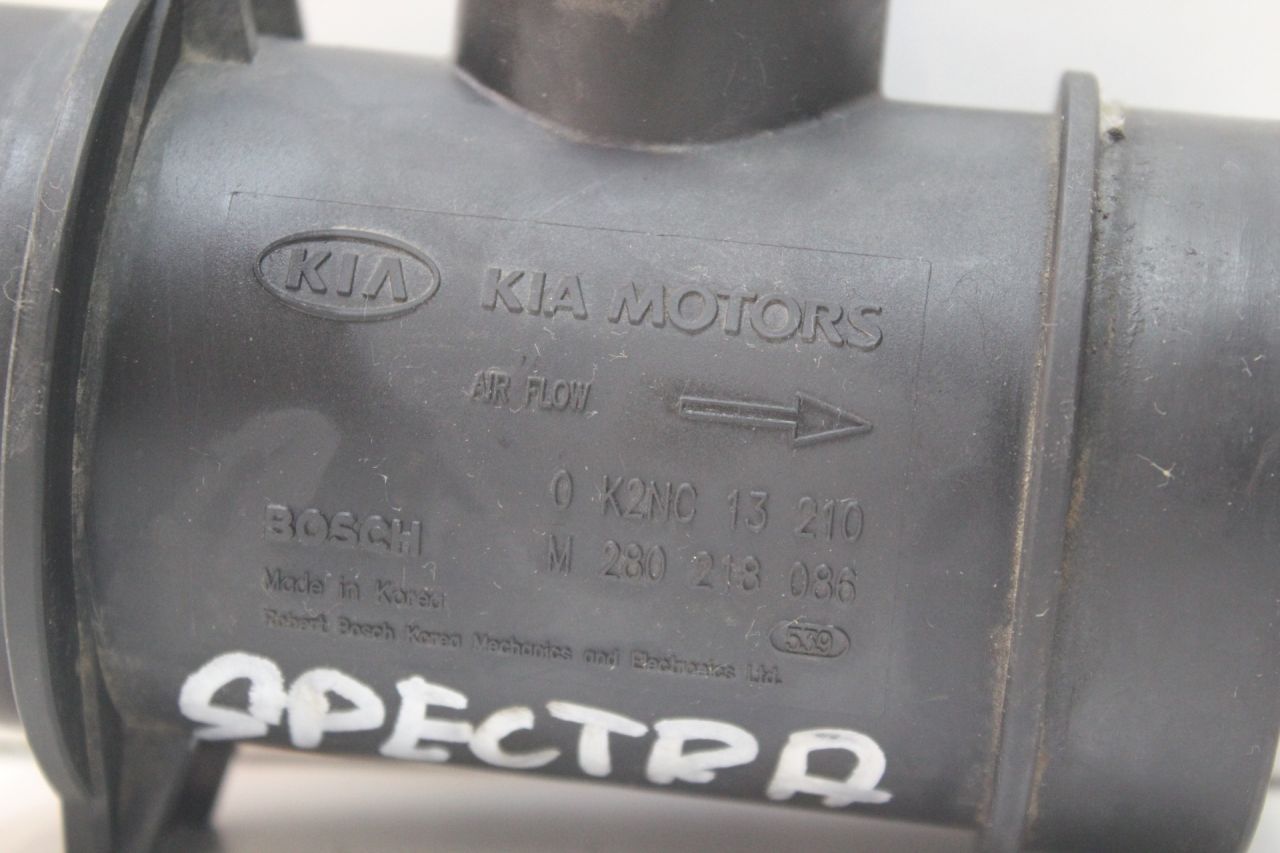 KIA KIA MOTORS
AIR FLOW
0 K2NC 13 210
BOSCH M 280 218 086
Made in Korea
539
Robert Bosch Korea Mechanics and Electronics Ltd.
SPECTRA